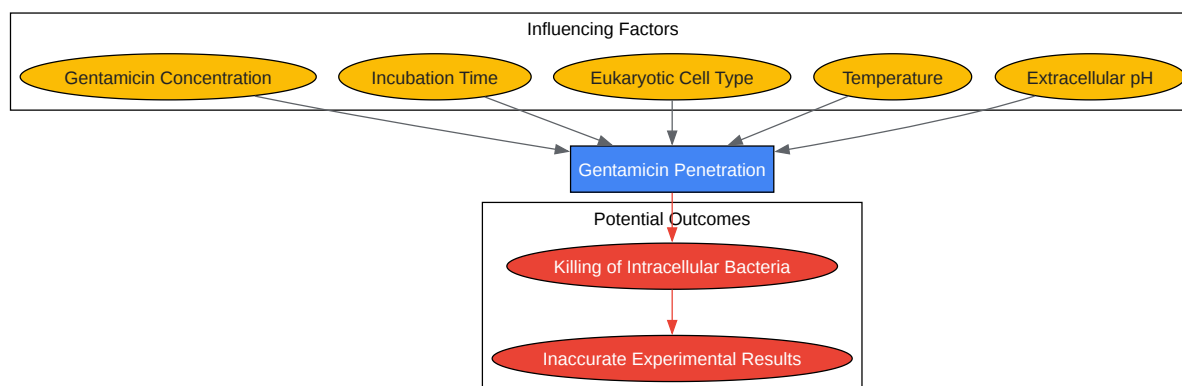 Influencing Factors
Gentamicin Concentration
Incubation Time
Eukaryotic Cell Type
Temperature
Extracellular pH
Gentamicin Penetration
Potential Outcomes
Killing of Intracellular Bacteria
Inaccurate Experimental Results